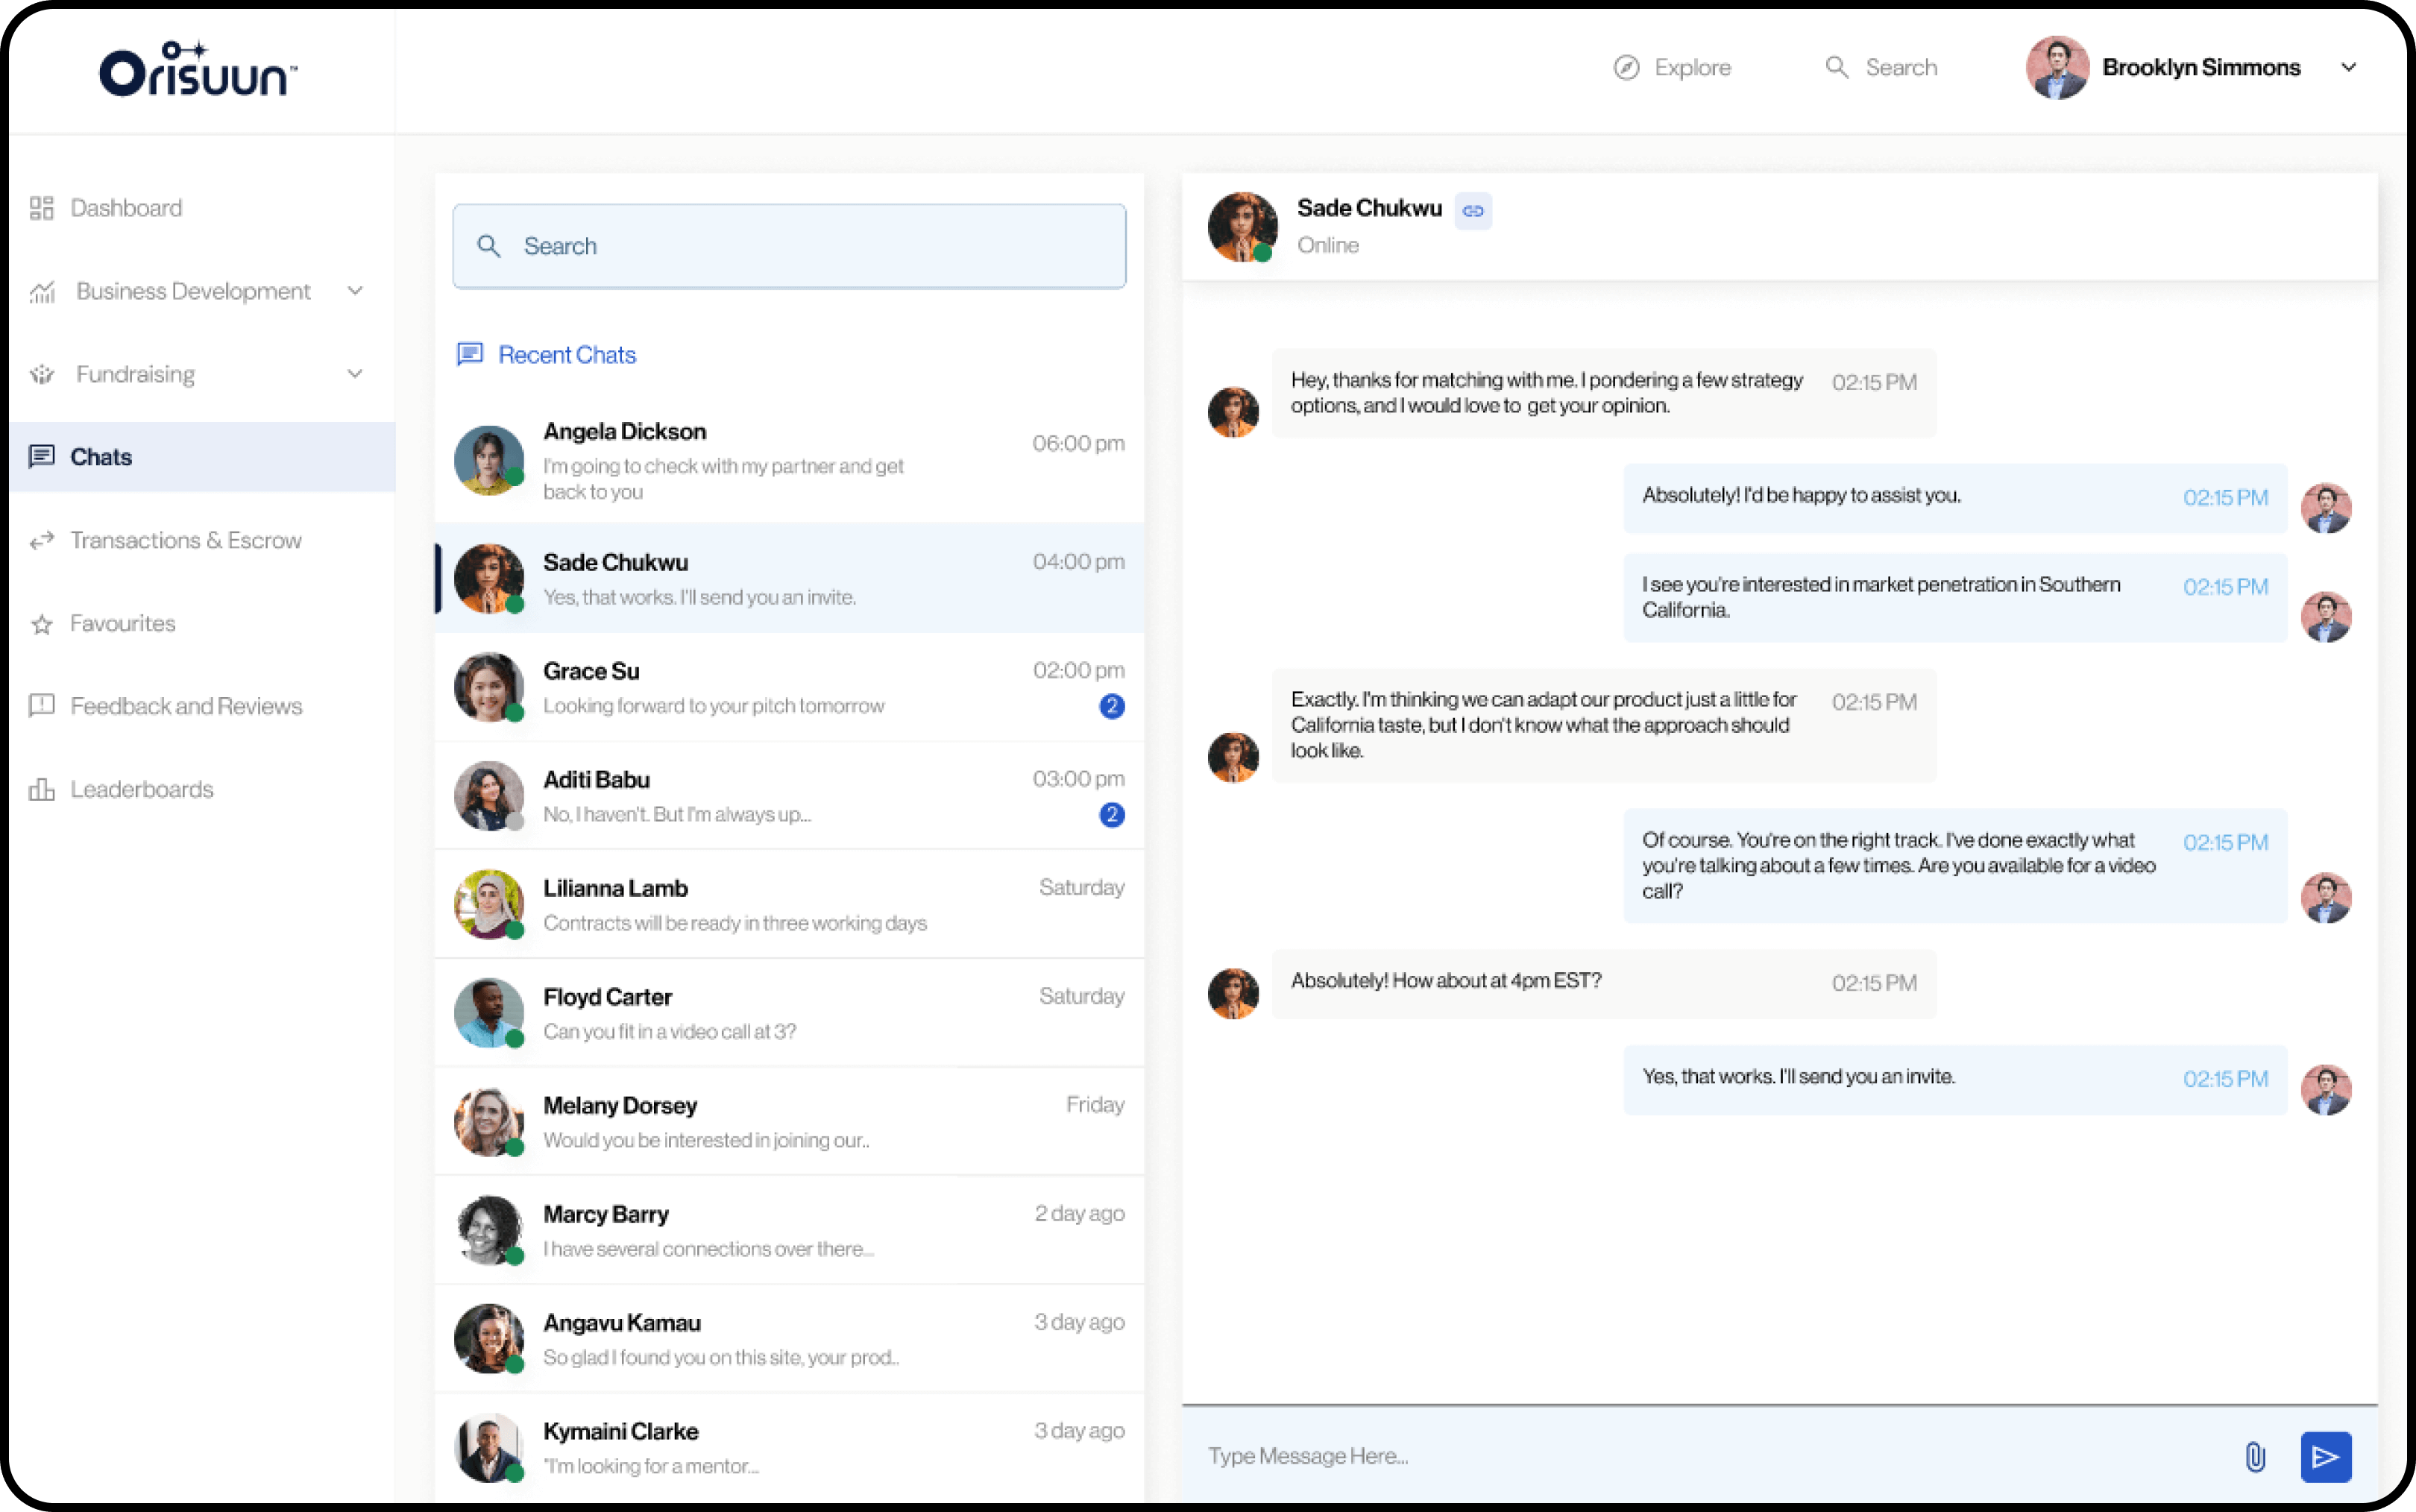 Orisuun™
Explore
Search
Brooklyn Simmons
Dashboard
Business Development
Fundraising
Chats
Transactions & Escrow
Favourites
Feedback and Reviews
Leaderboards
Search
Recent Chats
Angela Dickson
06:00 pm
I'm going to check with my partner and get
back to you
Sade Chukwu
04:00 pm
Yes, that works. I'll send you an invite.
Grace Su
02:00 pm
Looking forward to your pitch tomorrow
2
Aditi Babu
03:00 pm
No, I haven't. But I'm always up...
2
Lilianna Lamb
Saturday
Contracts will be ready in three working days
Floyd Carter
Saturday
Can you fit in a video call at 3?
Melany Dorsey
Friday
Would you be interested in joining our..
Marcy Barry
2 day ago
I have several connections over there...
Angavu Kamau
3 day ago
So glad I found you on this site, your prod..
Kymaini Clarke
3 day ago
"I'm looking for a mentor...
Sade Chukwu
Online
Hey, thanks for matching with me. I pondering a few strategy
options, and I would love to get your opinion.
02:15 PM
Absolutely! I'd be happy to assist you.
02:15 PM
I see you're interested in market penetration in Southern
California.
02:15 PM
Exactly. I'm thinking we can adapt our product just a little for
California taste, but I don't know what the approach should
look like.
02:15 PM
Of course. You're on the right track. I've done exactly what
you're talking about a few times. Are you available for a video
call?
02:15 PM
Absolutely! How about at 4pm EST?
02:15 PM
Yes, that works. I'll send you an invite.
02:15 PM
Type Message Here...